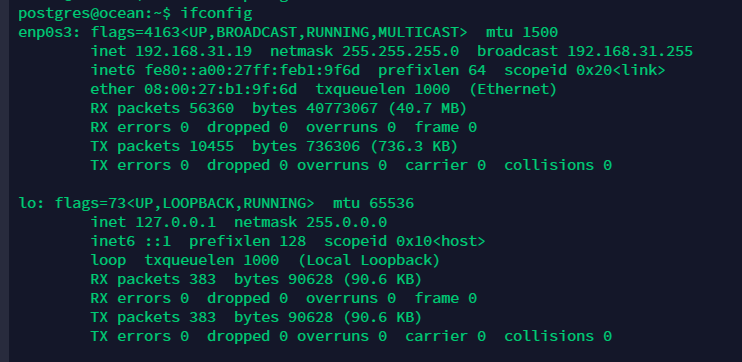 postgres@ocean:~$ ifconfig
enp0s3: flags=4163<UP,BROADCAST,RUNNING,MULTICAST>  mtu 1500
        inet 192.168.31.19  netmask 255.255.255.0  broadcast 192.168.31.255
        inet6 fe80::a00:27ff:feb1:9f6d  prefixlen 64  scopeid 0x20<link>
        ether 08:00:27:b1:9f:6d  txqueuelen 1000  (Ethernet)
        RX packets 56360  bytes 40773067 (40.7 MB)
        RX errors 0  dropped 0  overruns 0  frame 0
        TX packets 10455  bytes 736306 (736.3 KB)
        TX errors 0  dropped 0 overruns 0  carrier 0  collisions 0

lo: flags=73<UP,LOOPBACK,RUNNING>  mtu 65536
        inet 127.0.0.1  netmask 255.0.0.0
        inet6 ::1  prefixlen 128  scopeid 0x10<host>
        loop  txqueuelen 1000  (Local Loopback)
        RX packets 383  bytes 90628 (90.6 KB)
        RX errors 0  dropped 0  overruns 0  frame 0
        TX packets 383  bytes 90628 (90.6 KB)
        TX errors 0  dropped 0 overruns 0  carrier 0  collisions 0